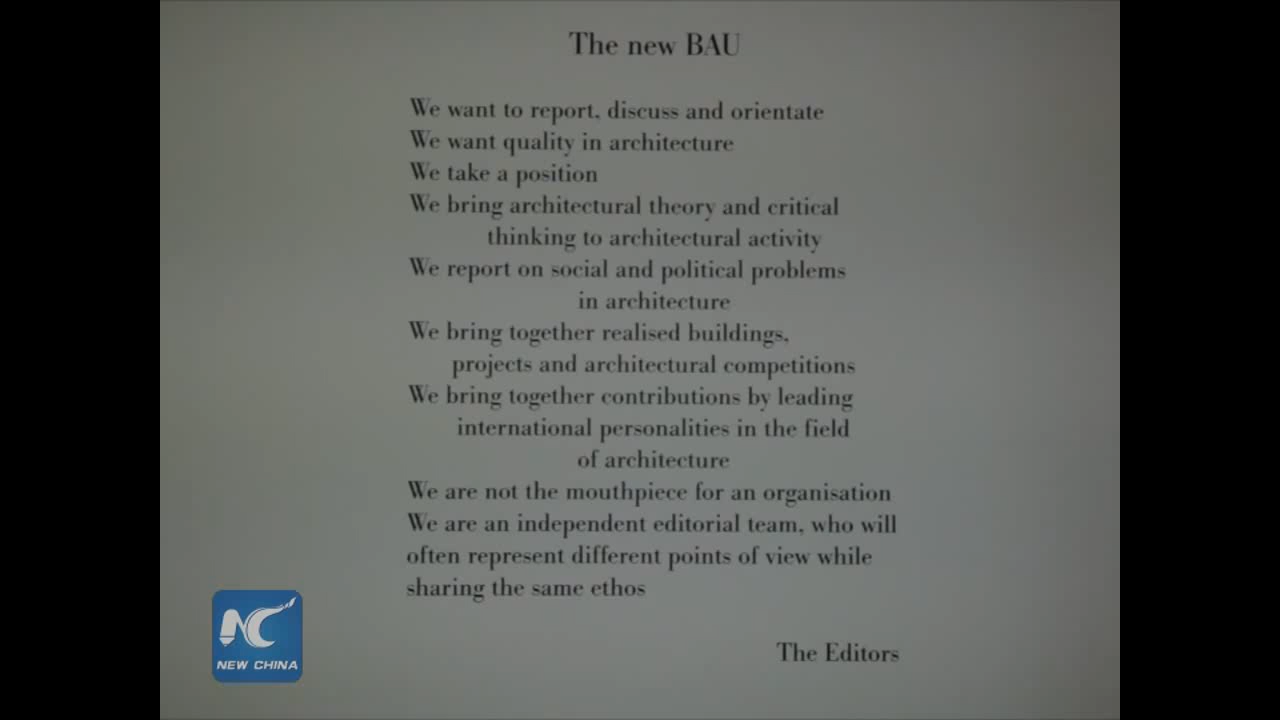 The new BAU
We want to report, discuss and orientate
We want quality in architecture
We take a position
We bring architectural theory and critical
thinking to architectural activity
We report on social and political problems
in architecture
We bring together realised buildings,
projects and architectural competitions
We bring together contributions by leading
international personalities in the field
of architecture
We are not the mouthpiece for an organisation
We are an independent editorial team, who will
often represent different points of view while
sharing the same ethos
The Editors
NC
NEW CHINA